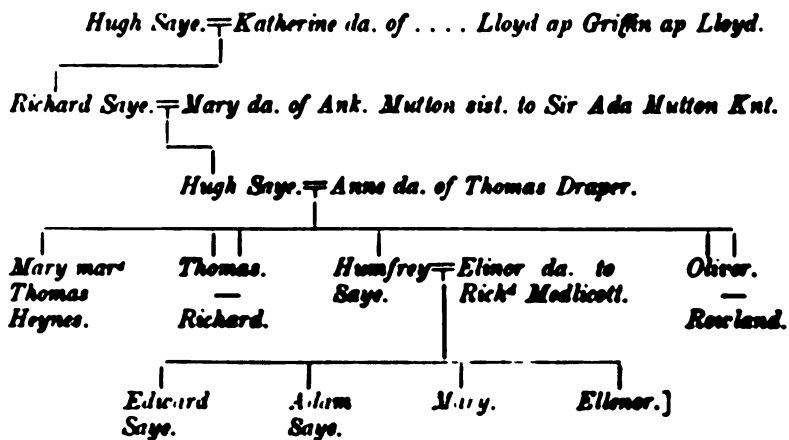 Hugh Saye. = Katherine da. of .... Lloyd ap Griffin ap Lloyd.
Richard Saye. = Mary da. of Ank. Mutton sist. to Sir Ada Mutton Knt.
Hugh Saye. = Anne da. of Thomas Draper.
Mary marᵈ
Thomas
Heynes.
Thomas.
—
Richard.
Humfrey = Elinor da. to
Saye. Rickᵈ Medlicott.
Oliver.
—
Rowland.
Edward
Saye.
Adam
Saye.
Mary.
Ellenor.]